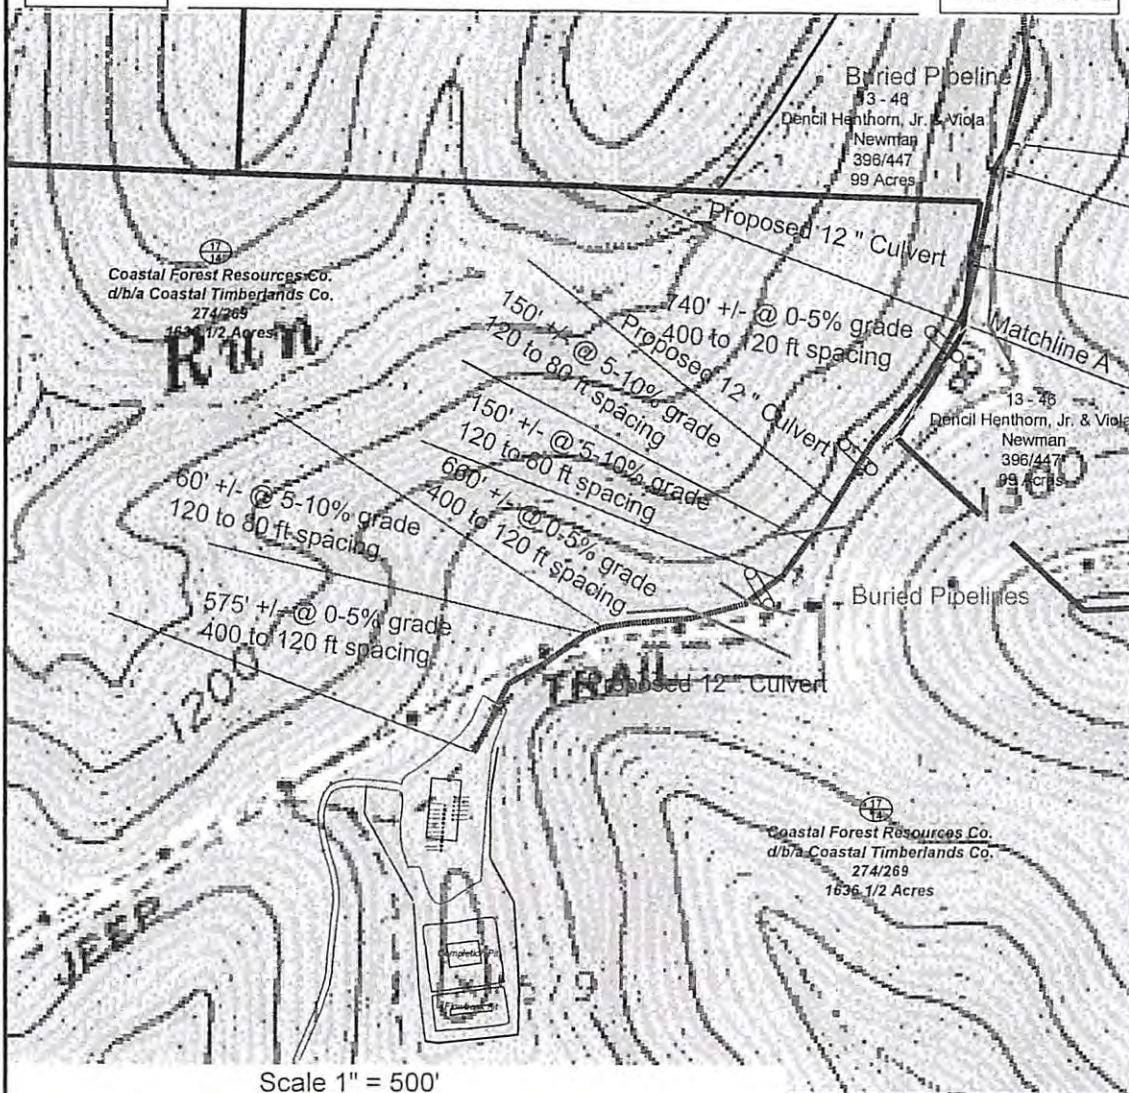 Buried Pipeline
13 - 46
Dencil Henthorn, Jr. & Viola
Newman
396/447
99 Acres
Proposed 12 " Culvert
17
14
Coastal Forest Resources Co.
d/b/a Coastal Timberlands Co.
274/269
1636 1/2 Acres
Run
740' +/- @ 0-5% grade
400 to 120 ft spacing
Matchline A
150' +/- @ 5-10% grade
120 to 80 ft spacing
Proposed 12 " Culvert
13 - 46
Dencil Henthorn, Jr. & Viola
Newman
396/447
99 Acres
1300
150' +/- @ 5-10% grade
120 to 80 ft spacing
660' +/- @ 0-5% grade
400 to 120 ft spacing
60' +/- @ 5-10% grade
120 to 80 ft spacing
575' +/- @ 0-5% grade
400 to 120 ft spacing
Buried Pipelines
1200
TRAIL
Proposed 12 " Culvert
17
14
Coastal Forest Resources Co.
d/b/a Coastal Timberlands Co.
274/269
1636 1/2 Acres
JEEP
Completion Pit
Scale 1" = 500'